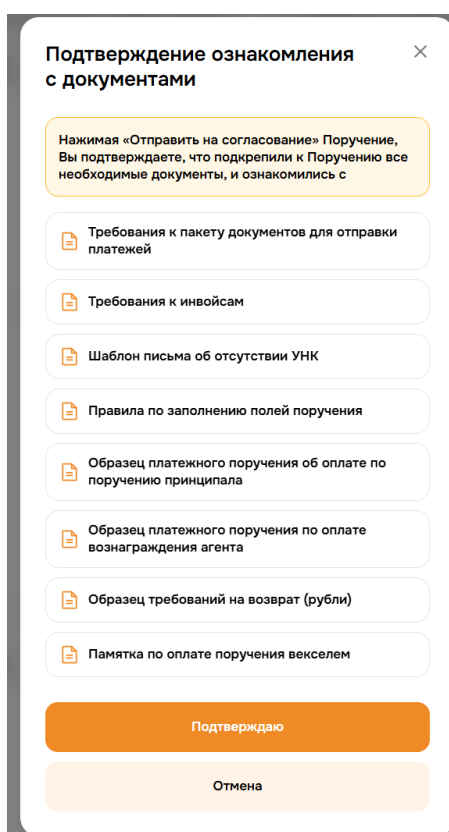 Подтверждение ознакомления
с документами
Нажимая «Отправить на согласование» Поручение,
Вы подтверждаете, что подкрепили к Поручению все
необходимые документы, и ознакомились с
Требования к пакету документов для отправки
платежей
Требования к инвойсам
Шаблон письма об отсутствии УНК
Правила по заполнению полей поручения
Образец платежного поручения об оплате по
поручению принципала
Образец платежного поручения по оплате
вознаграждения агента
Образец требований на возврат (рубли)
Памятка по оплате поручения векселем
Подтверждаю
Отмена